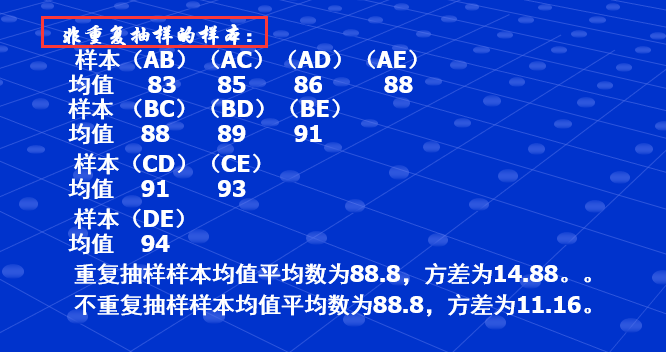 非重复抽样的样本：
样本（AB）（AC）（AD）（AE）
均值 83 85 86 88
样本（BC）（BD）（BE）
均值 88 89 91
样本（CD）（CE）
均值 91 93
样本（DE）
均值 94
重复抽样样本均值平均数为88.8，方差为14.88。。
不重复抽样样本均值平均数为88.8，方差为11.16。